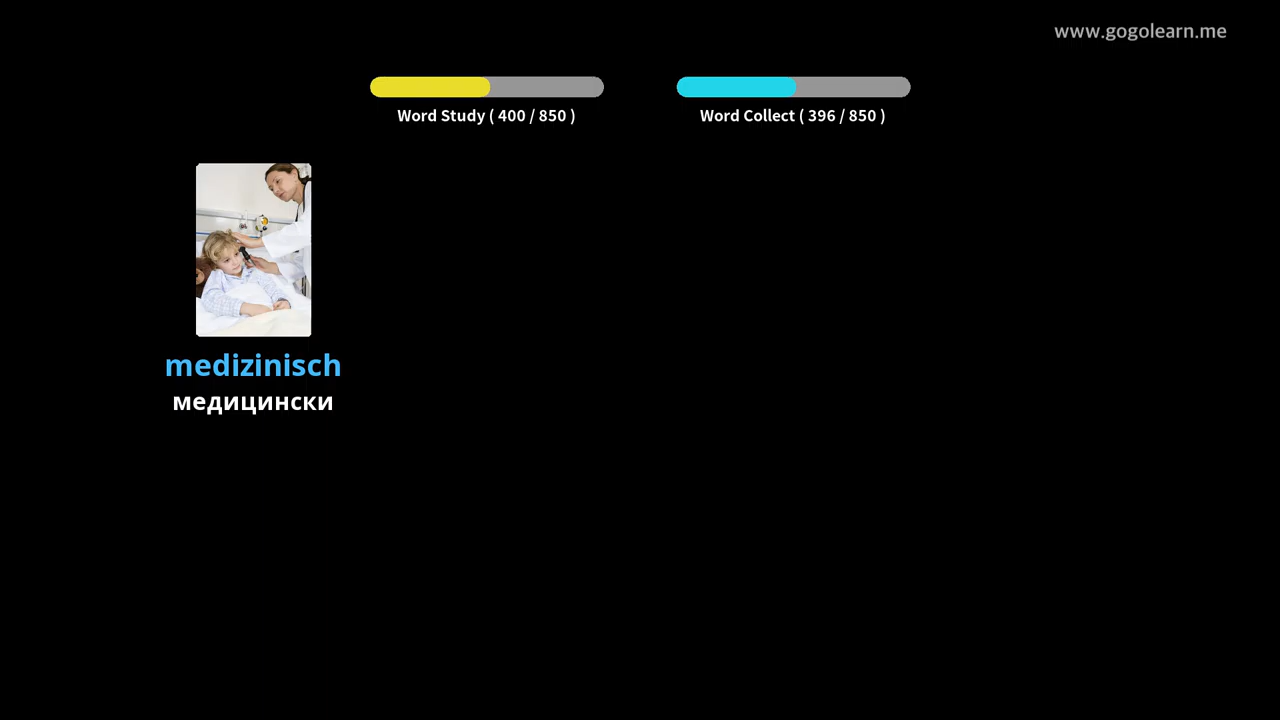 www.gogolearn.me
Word Study ( 400 / 850 )
Word Collect ( 396 / 850 )
medizinisch
медицински